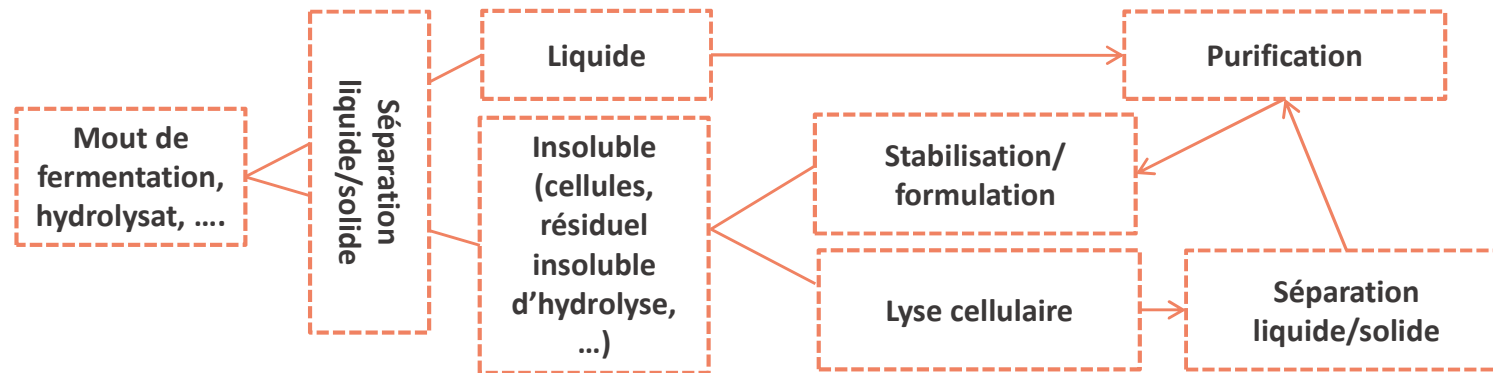 Mout de
fermentation,
hydrolysat, ….
Séparation
liquide/solide
Liquide
Insoluble
(cellules,
résiduel
insoluble
d’hydrolyse,
…)
Purification
Stabilisation/
formulation
Lyse cellulaire
Séparation
liquide/solide